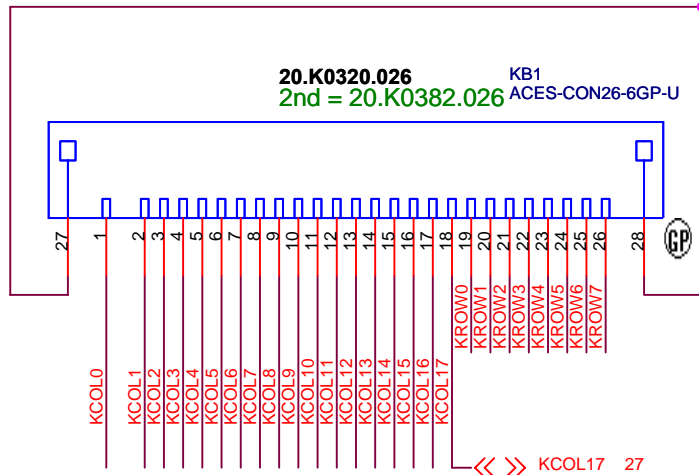 20.K0320.026
2nd = 20.K0382.026
KB1
ACES-CON26-6GP-U
27
1
2
3
4
5
6
7
8
9
10
11
12
13
14
15
16
17
18
19
20
21
22
23
24
25
26
28
GP
KROW0
KROW1
KROW2
KROW3
KROW4
KROW5
KROW6
KROW7
KCOL0
KCOL1
KCOL2
KCOL3
KCOL4
KCOL5
KCOL6
KCOL7
KCOL8
KCOL9
KCOL10
KCOL11
KCOL12
KCOL13
KCOL14
KCOL15
KCOL16
KCOL17
KCOL17 27